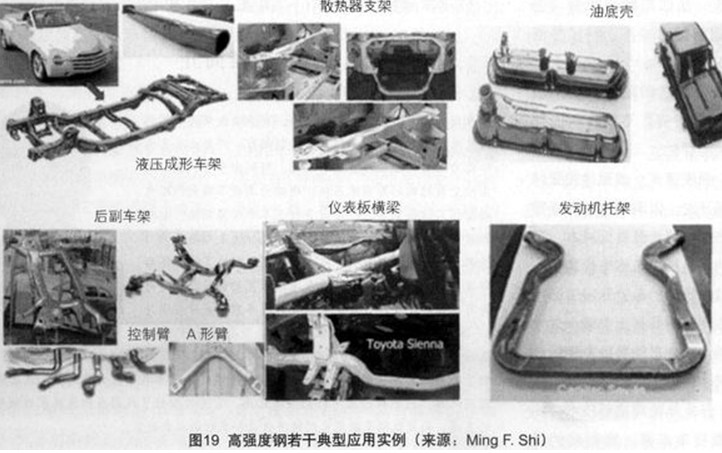 散热器支架
油底壳
液压成形车架
后副车架
仪表板横梁
发动机托架
控制臂 A形臂
Toyota Sienna
图19 高强度钢若干典型应用实例（来源：Ming F. Shi）